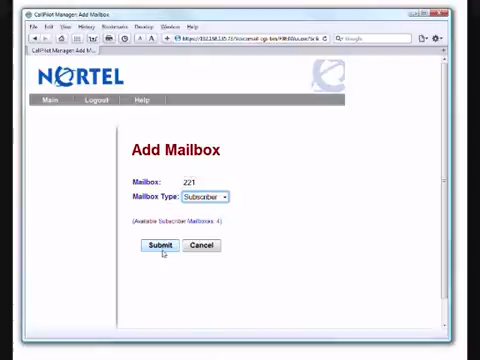 CallPilot Manager: Add Mailbox
File Edit View History Bookmarks Develop Window Help
CallPilot Manager: Add M...
Google
NORTEL
Main Logout Help
Add Mailbox
Mailbox: 221
Mailbox Type: Subscriber
(Available Subscriber Mailboxes: 4)
Submit Cancel